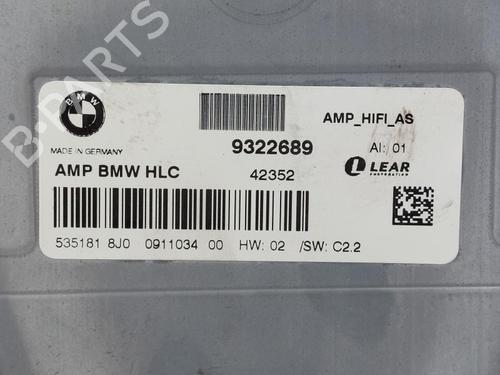 BMW
AMP_HIFI_AS
MADE IN GERMANY
9322689
AI: 01
AMP BMW HLC
42352
LEAR
CORPORATION
535181 8J0 0911034 00 HW: 02 /SW: C2.2
B-PARTS